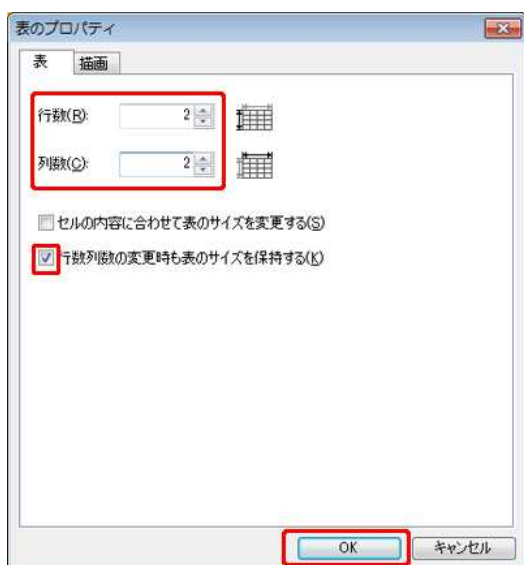 表のプロパティ
表 描画
行数(R): 2
列数(C): 2
セルの内容に合わせて表のサイズを変更する(S)
行数列数の変更時も表のサイズを保持する(K)
OK キャンセル